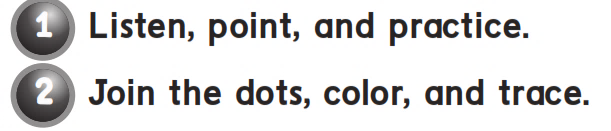 1 Listen, point, and practice.
2 Join the dots, color, and trace.